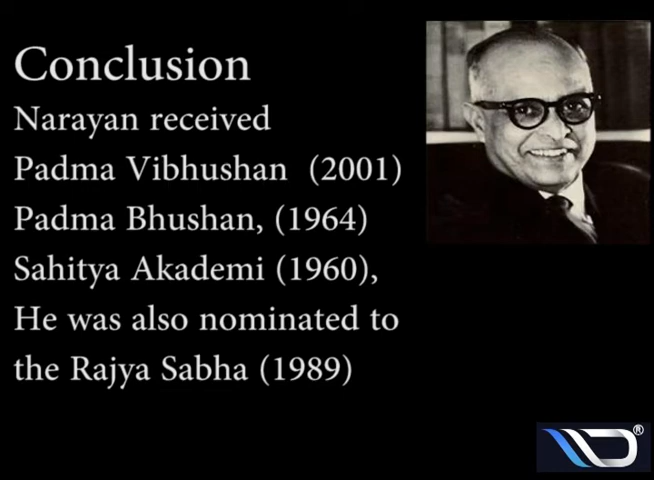 Conclusion
Narayan received
Padma Vibhushan (2001)
Padma Bhushan, (1964)
Sahitya Akademi (1960),
He was also nominated to
the Rajya Sabha (1989)
®